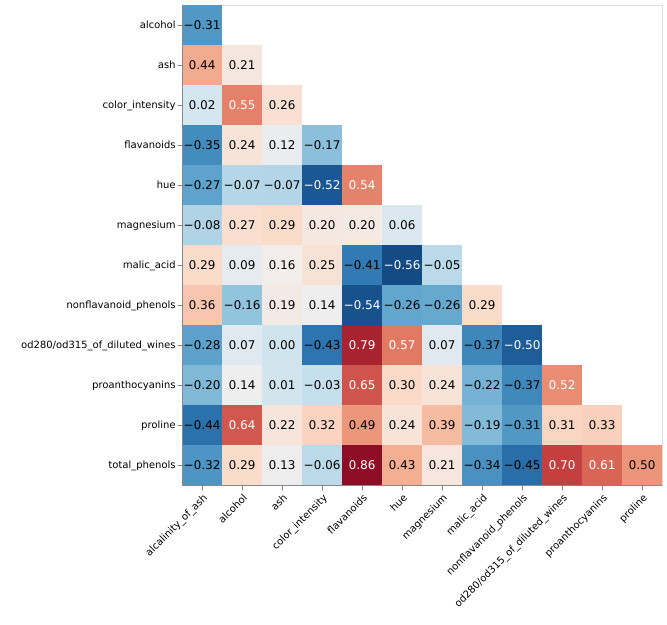 alcohol −0.31
ash 0.44 0.21
color_intensity 0.02 0.55 0.26
flavanoids −0.35 0.24 0.12 −0.17
hue −0.27 −0.07 −0.07 −0.52 0.54
magnesium −0.08 0.27 0.29 0.20 0.20 0.06
malic_acid 0.29 0.09 0.16 0.25 −0.41 −0.56 −0.05
nonflavanoid_phenols 0.36 −0.16 0.19 0.14 −0.54 −0.26 −0.26 0.29
od280/od315_of_diluted_wines −0.28 0.07 0.00 −0.43 0.79 0.57 0.07 −0.37 −0.50
proanthocyanins −0.20 0.14 0.01 −0.03 0.65 0.30 0.24 −0.22 −0.37 0.52
proline −0.44 0.64 0.22 0.32 0.49 0.24 0.39 −0.19 −0.31 0.31 0.33
total_phenols −0.32 0.29 0.13 −0.06 0.86 0.43 0.21 −0.34 −0.45 0.70 0.61 0.50
alcalinity_of_ash
alcohol
ash
color_intensity
flavanoids
hue
magnesium
malic_acid
nonflavanoid_phenols
od280/od315_of_diluted_wines
proanthocyanins
proline